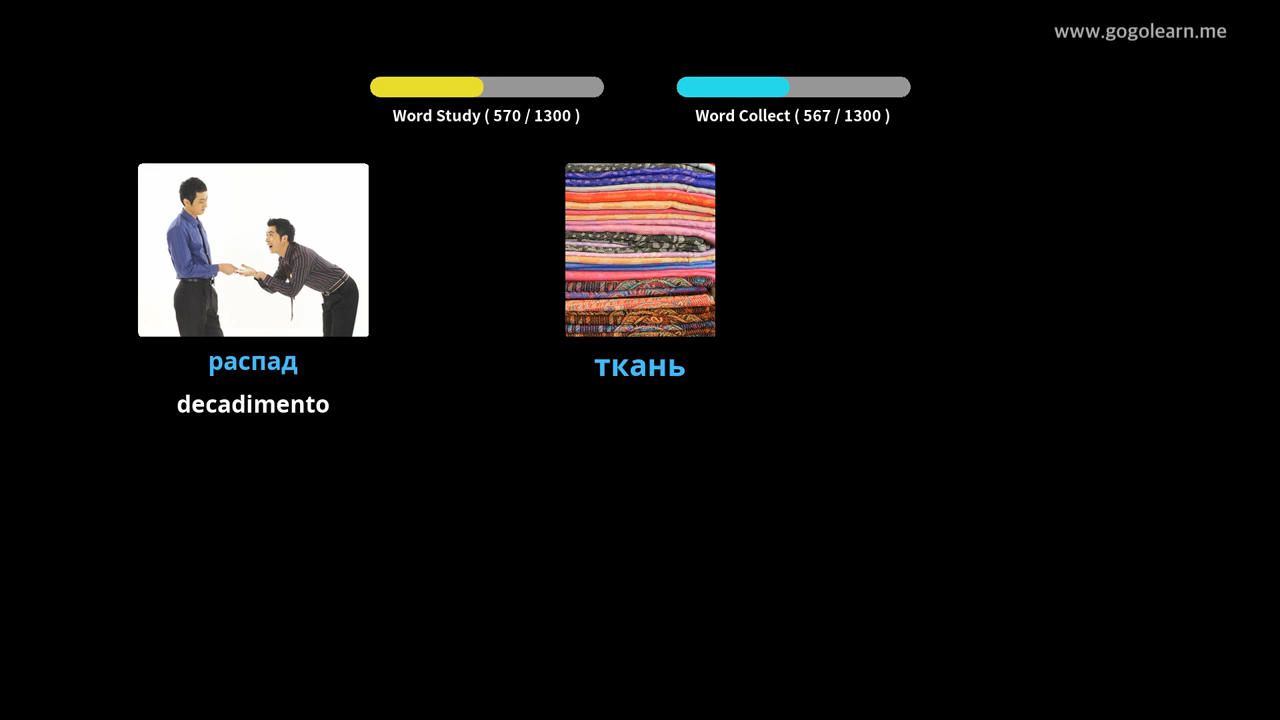 www.gogolearn.me
Word Study ( 570 / 1300 )
Word Collect ( 567 / 1300 )
распад
ткань
decadimento